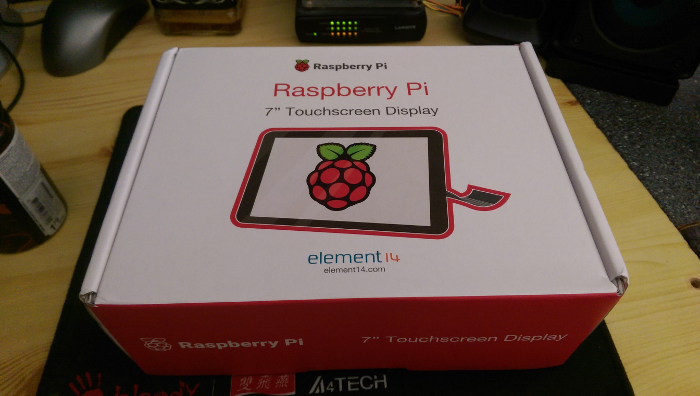 Raspberry Pi
Raspberry Pi
7" Touchscreen Display
element14
element14.com
Raspberry Pi
7" Touchscreen Display
bloody
雙飛燕
A4TECH